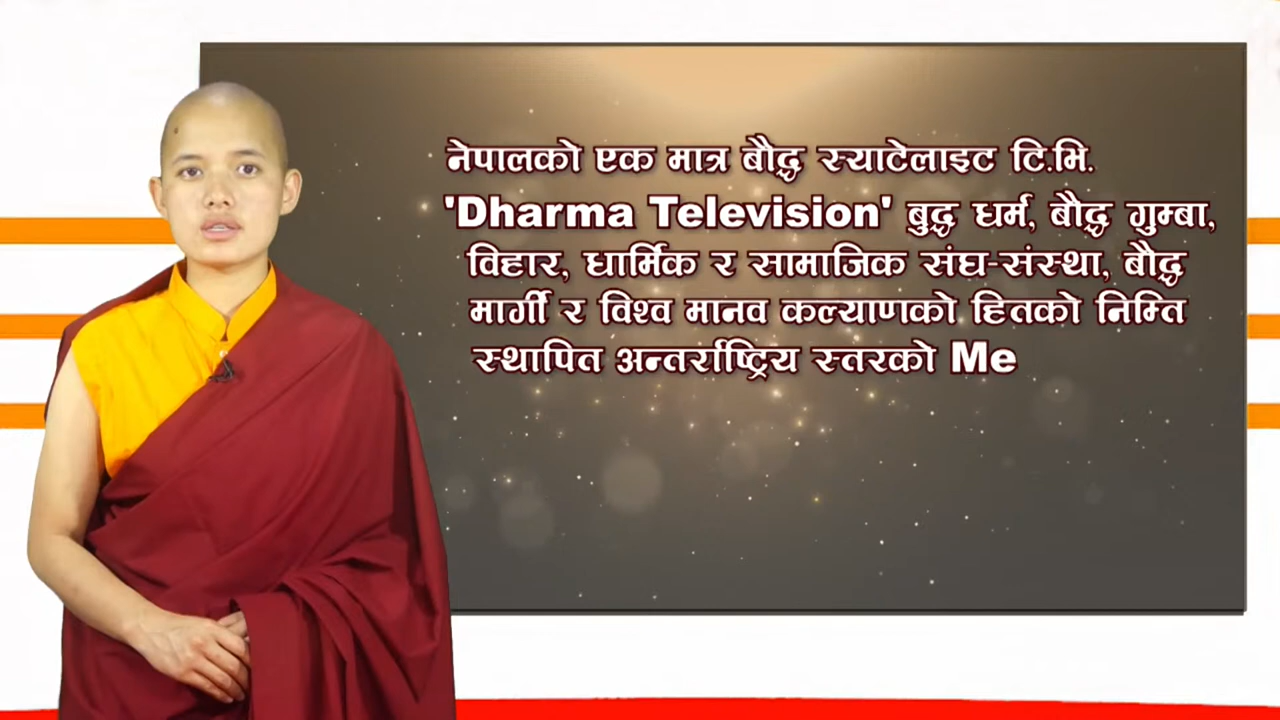 नेपालको एक मात्र बौद्ध स्याटेलाइट टि.भि.
'Dharma Television' बुद्ध धर्म, बौद्ध गुम्बा,
विहार, धार्मिक र सामाजिक संघ-संस्था, बौद्ध
मार्गी र विश्व मानव कल्याणको हितको निम्ति
स्थापित अन्तर्राष्ट्रिय स्तरको Me